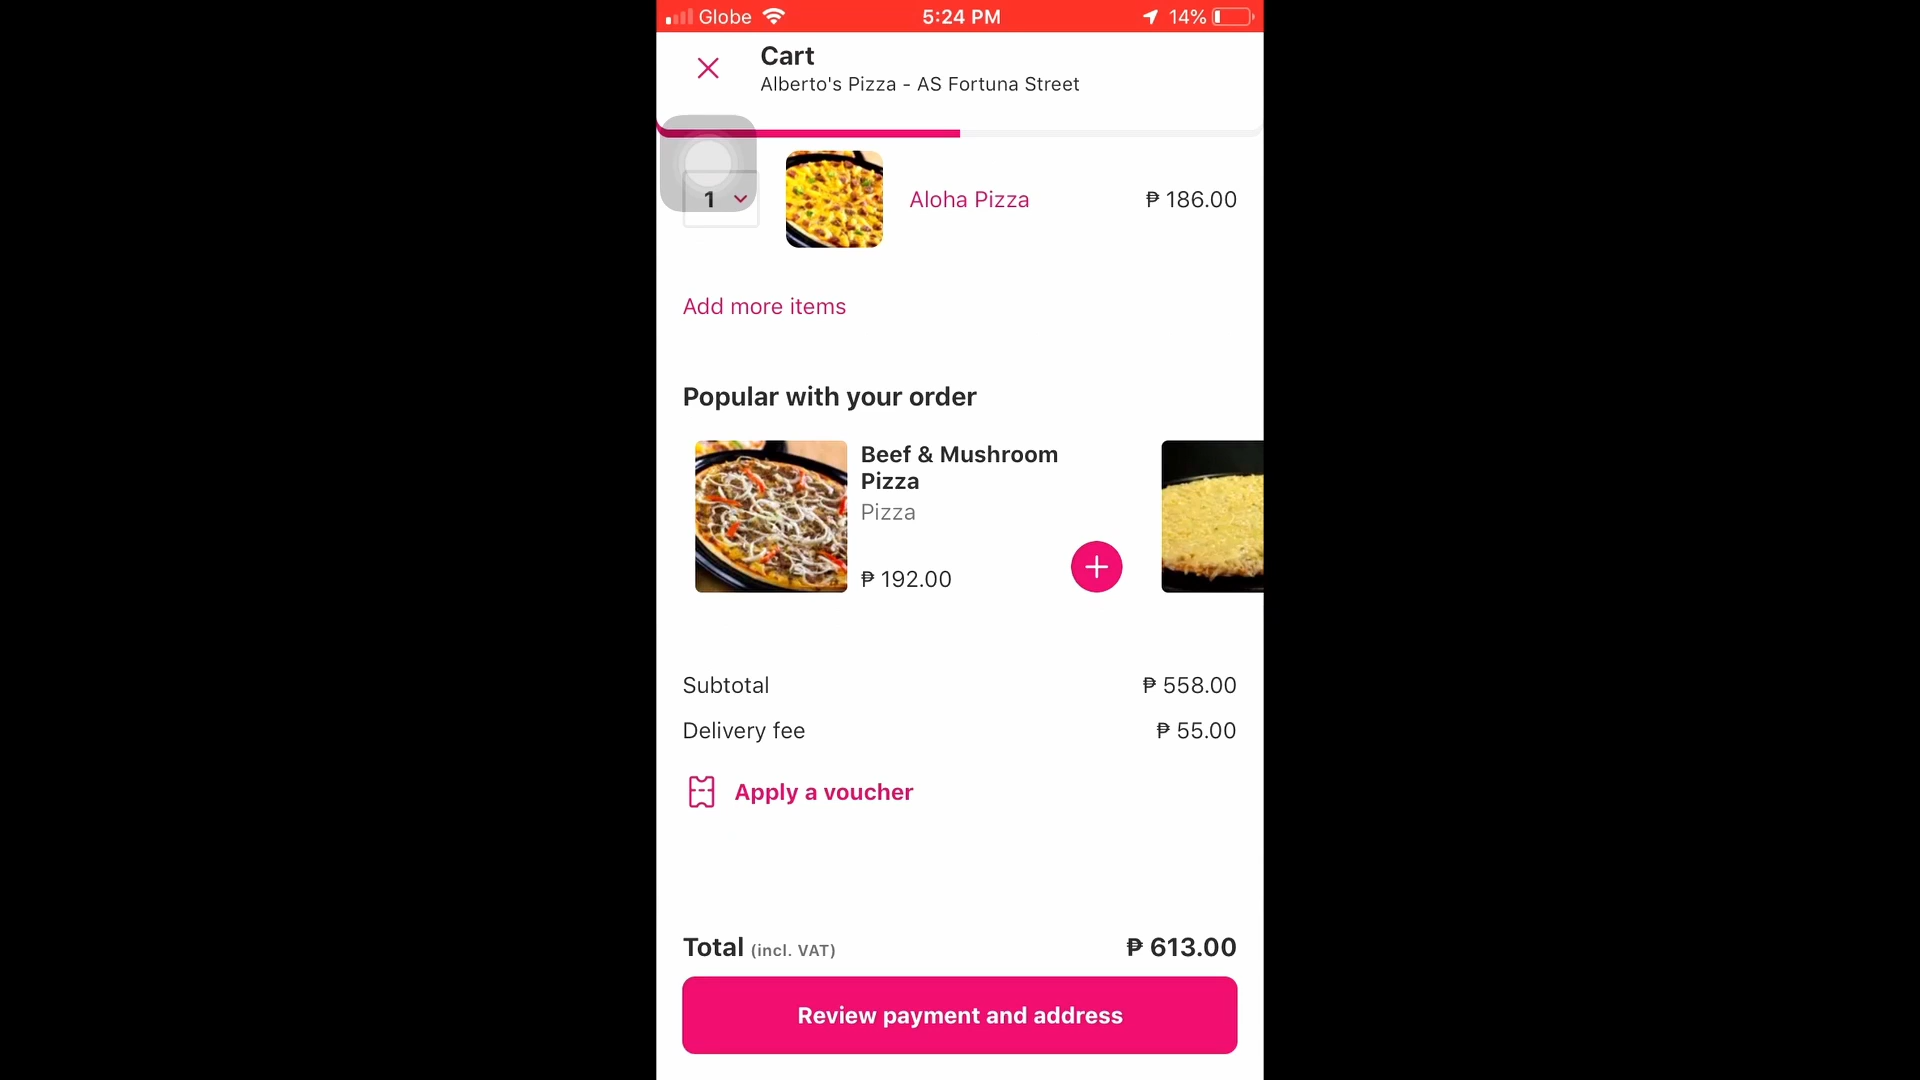 Globe 5:24 PM 14%
Cart
Alberto's Pizza - AS Fortuna Street
1 Aloha Pizza ₱ 186.00
Add more items
Popular with your order
Beef & Mushroom
Pizza
Pizza
₱ 192.00
Subtotal ₱ 558.00
Delivery fee ₱ 55.00
Apply a voucher
Total (incl. VAT) ₱ 613.00
Review payment and address